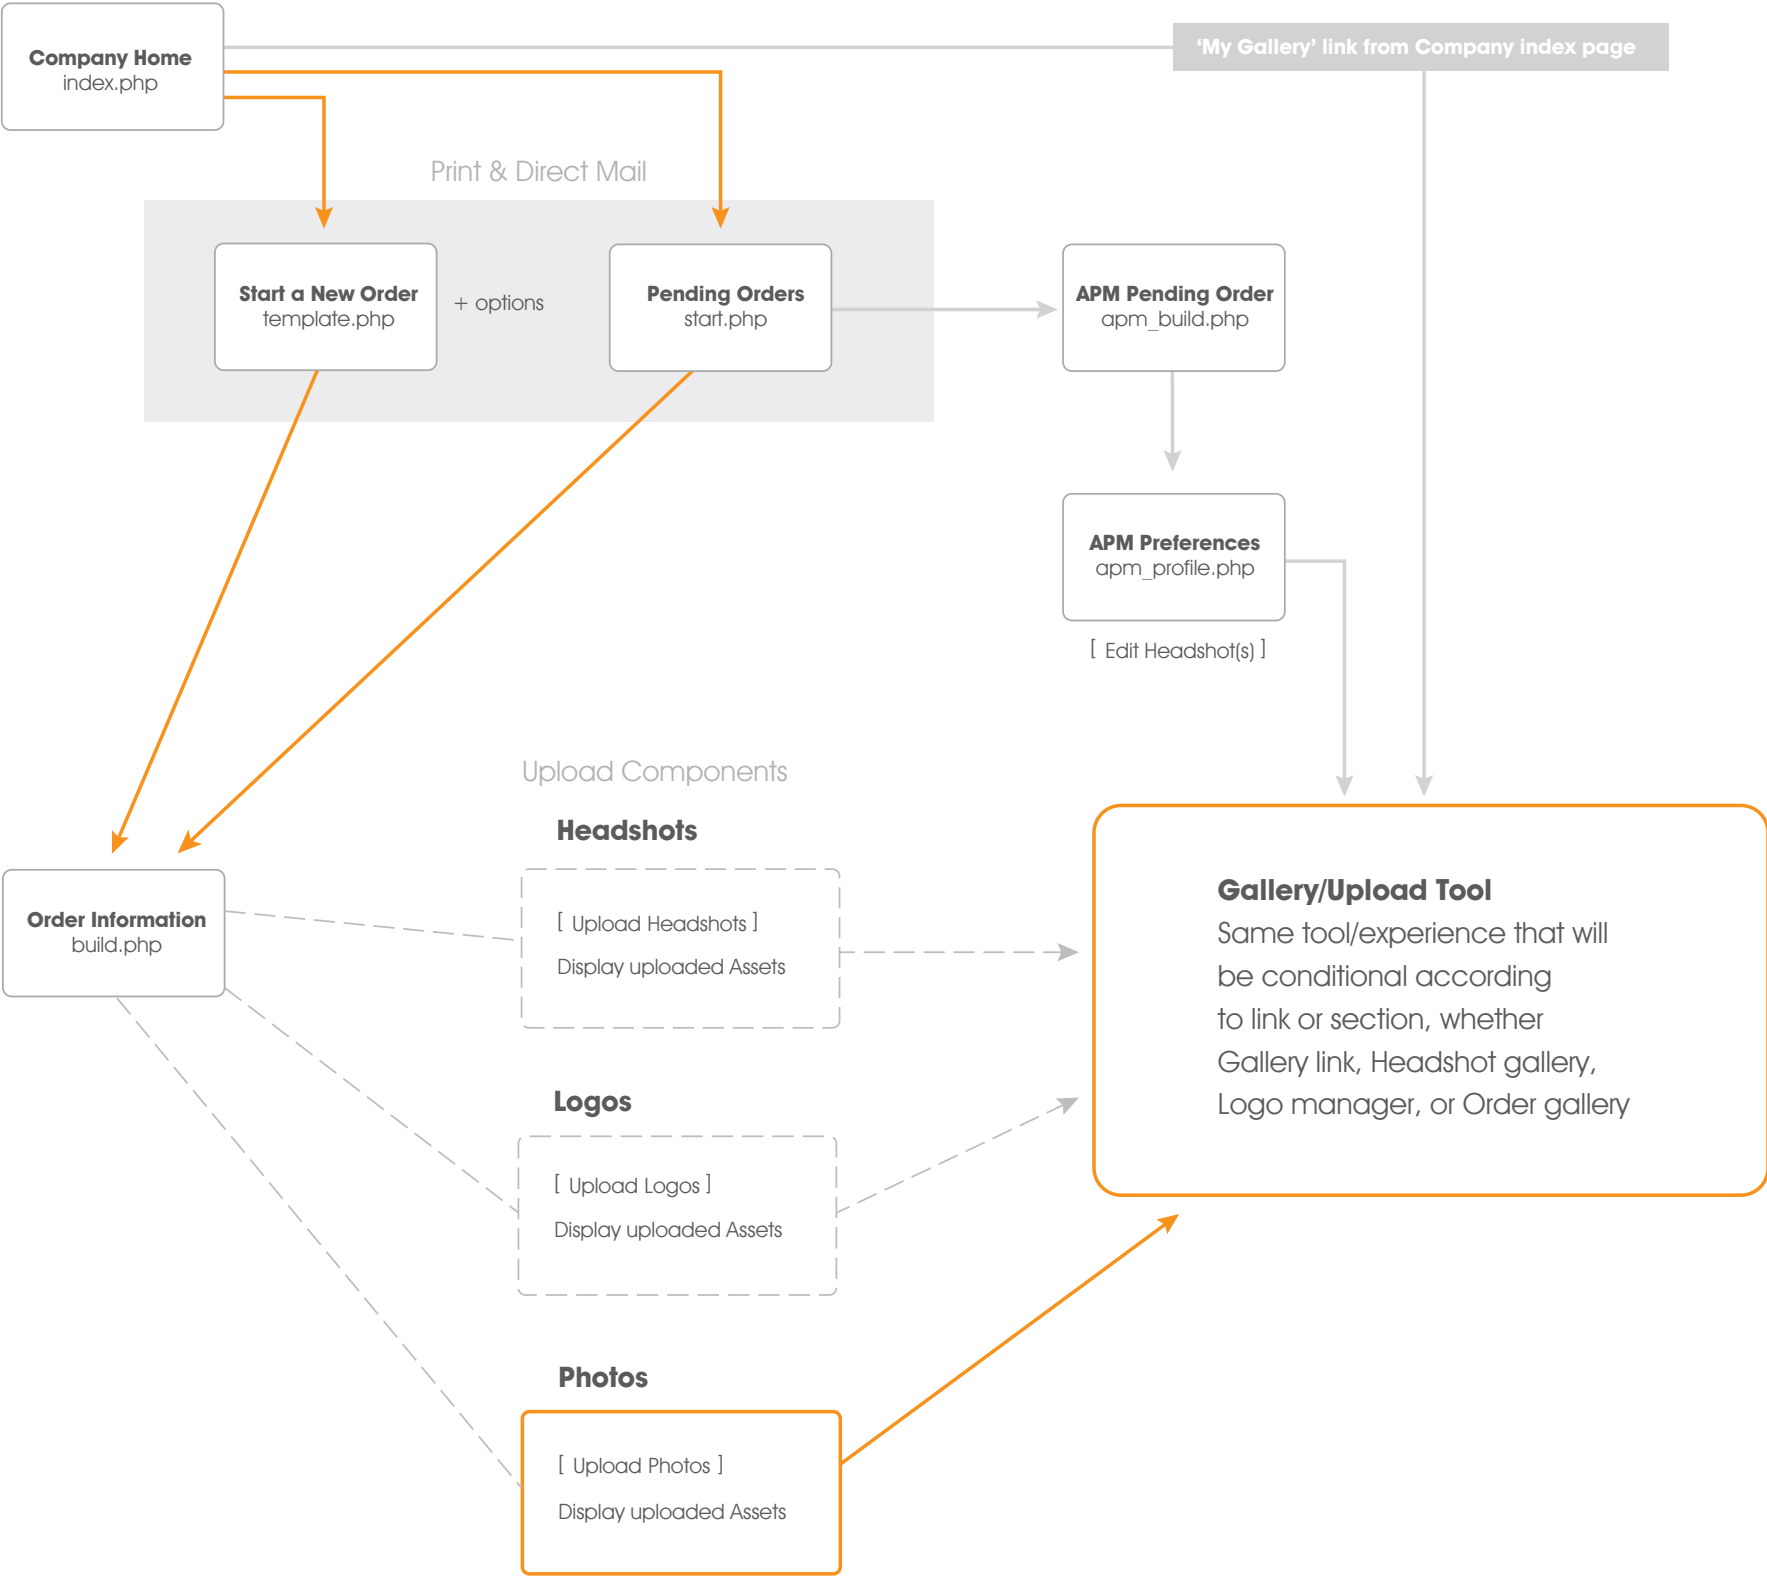 Company Home
index.php
‘My Gallery’ link from Company index page
Print & Direct Mail
Start a New Order
template.php
+ options
Pending Orders
start.php
APM Pending Order
apm_build.php
APM Preferences
apm_profile.php
[ Edit Headshot(s) ]
Upload Components
Headshots
Order Information
build.php
[ Upload Headshots ]
Display uploaded Assets
Gallery/Upload Tool
Same tool/experience that will
be conditional according
to link or section, whether
Gallery link, Headshot gallery,
Logo manager, or Order gallery
Logos
[ Upload Logos ]
Display uploaded Assets
Photos
[ Upload Photos ]
Display uploaded Assets